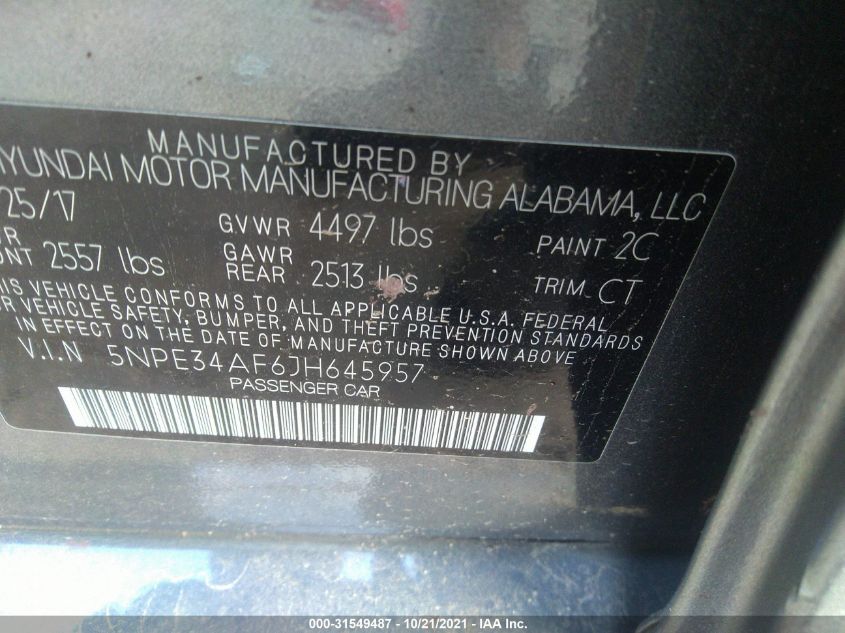 MANUFACTURED BY
HYUNDAI MOTOR MANUFACTURING ALABAMA, LLC
25/17 GVWR 4497 lbs PAINT 2C
2557 lbs GAWR REAR 2513 lbs TRIM CT
THIS VEHICLE CONFORMS TO ALL APPLICABLE U.S.A. FEDERAL
VEHICLE SAFETY, BUMPER, AND THEFT PREVENTION STANDARDS
IN EFFECT ON THE DATE OF MANUFACTURE SHOWN ABOVE
V.I.N 5NPE34AF6JH645957
PASSENGER CAR
000-31549487 - 10/21/2021 - IAA Inc.